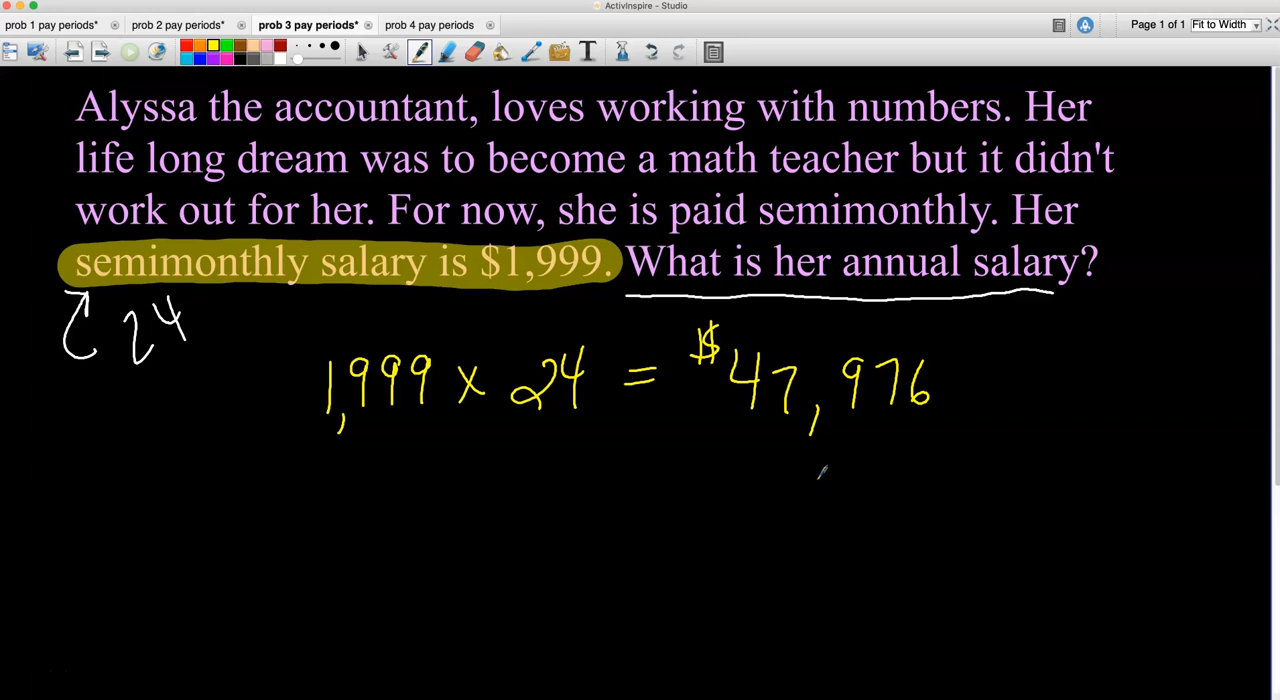 ActivInspire - Studio
prob 1 pay periods* prob 2 pay periods* prob 3 pay periods* prob 4 pay periods
Page 1 of 1 Fit to Width
T
Alyssa the accountant, loves working with numbers. Her
life long dream was to become a math teacher but it didn't
work out for her. For now, she is paid semimonthly. Her
semimonthly salary is $1,999. What is her annual salary?
24
1,999 x 24 = $47,976